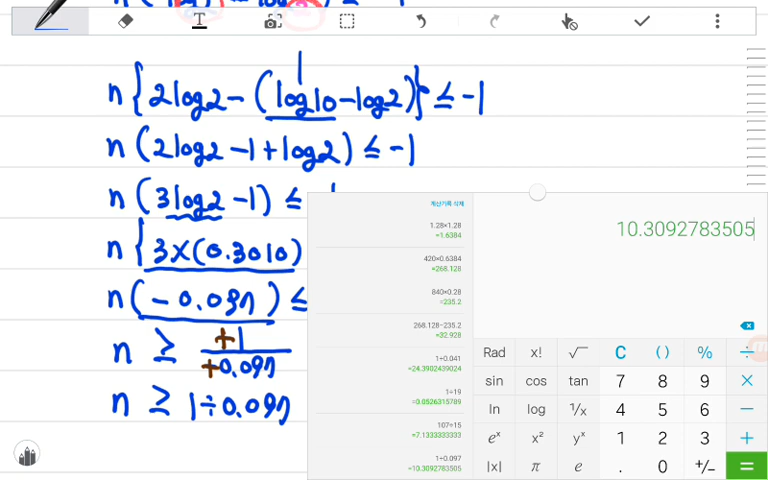 n{2log2-(log10-log2)} ≤ -1
1
n(2log2-1+log2) ≤ -1
n(3log2-1) ≤
n{3×(0.3010)
n(-0.097) ≤
n ≥ +1/+0.097
n ≥ 1÷0.097
계산기록 삭제
1.28×1.28
=1.6384
420×0.6384
=268.128
840×0.28
=235.2
268.128−235.2
=32.928
1÷0.041
=24.3902439024
1÷19
=0.0526315789
107÷15
=7.1333333333
1÷0.097
=10.3092783505
10.3092783505
Rad x! √ C () % ÷
sin cos tan 7 8 9 ×
ln log 1/x 4 5 6 −
eˣ x² yˣ 1 2 3 +
|x| π e . 0 +/− =